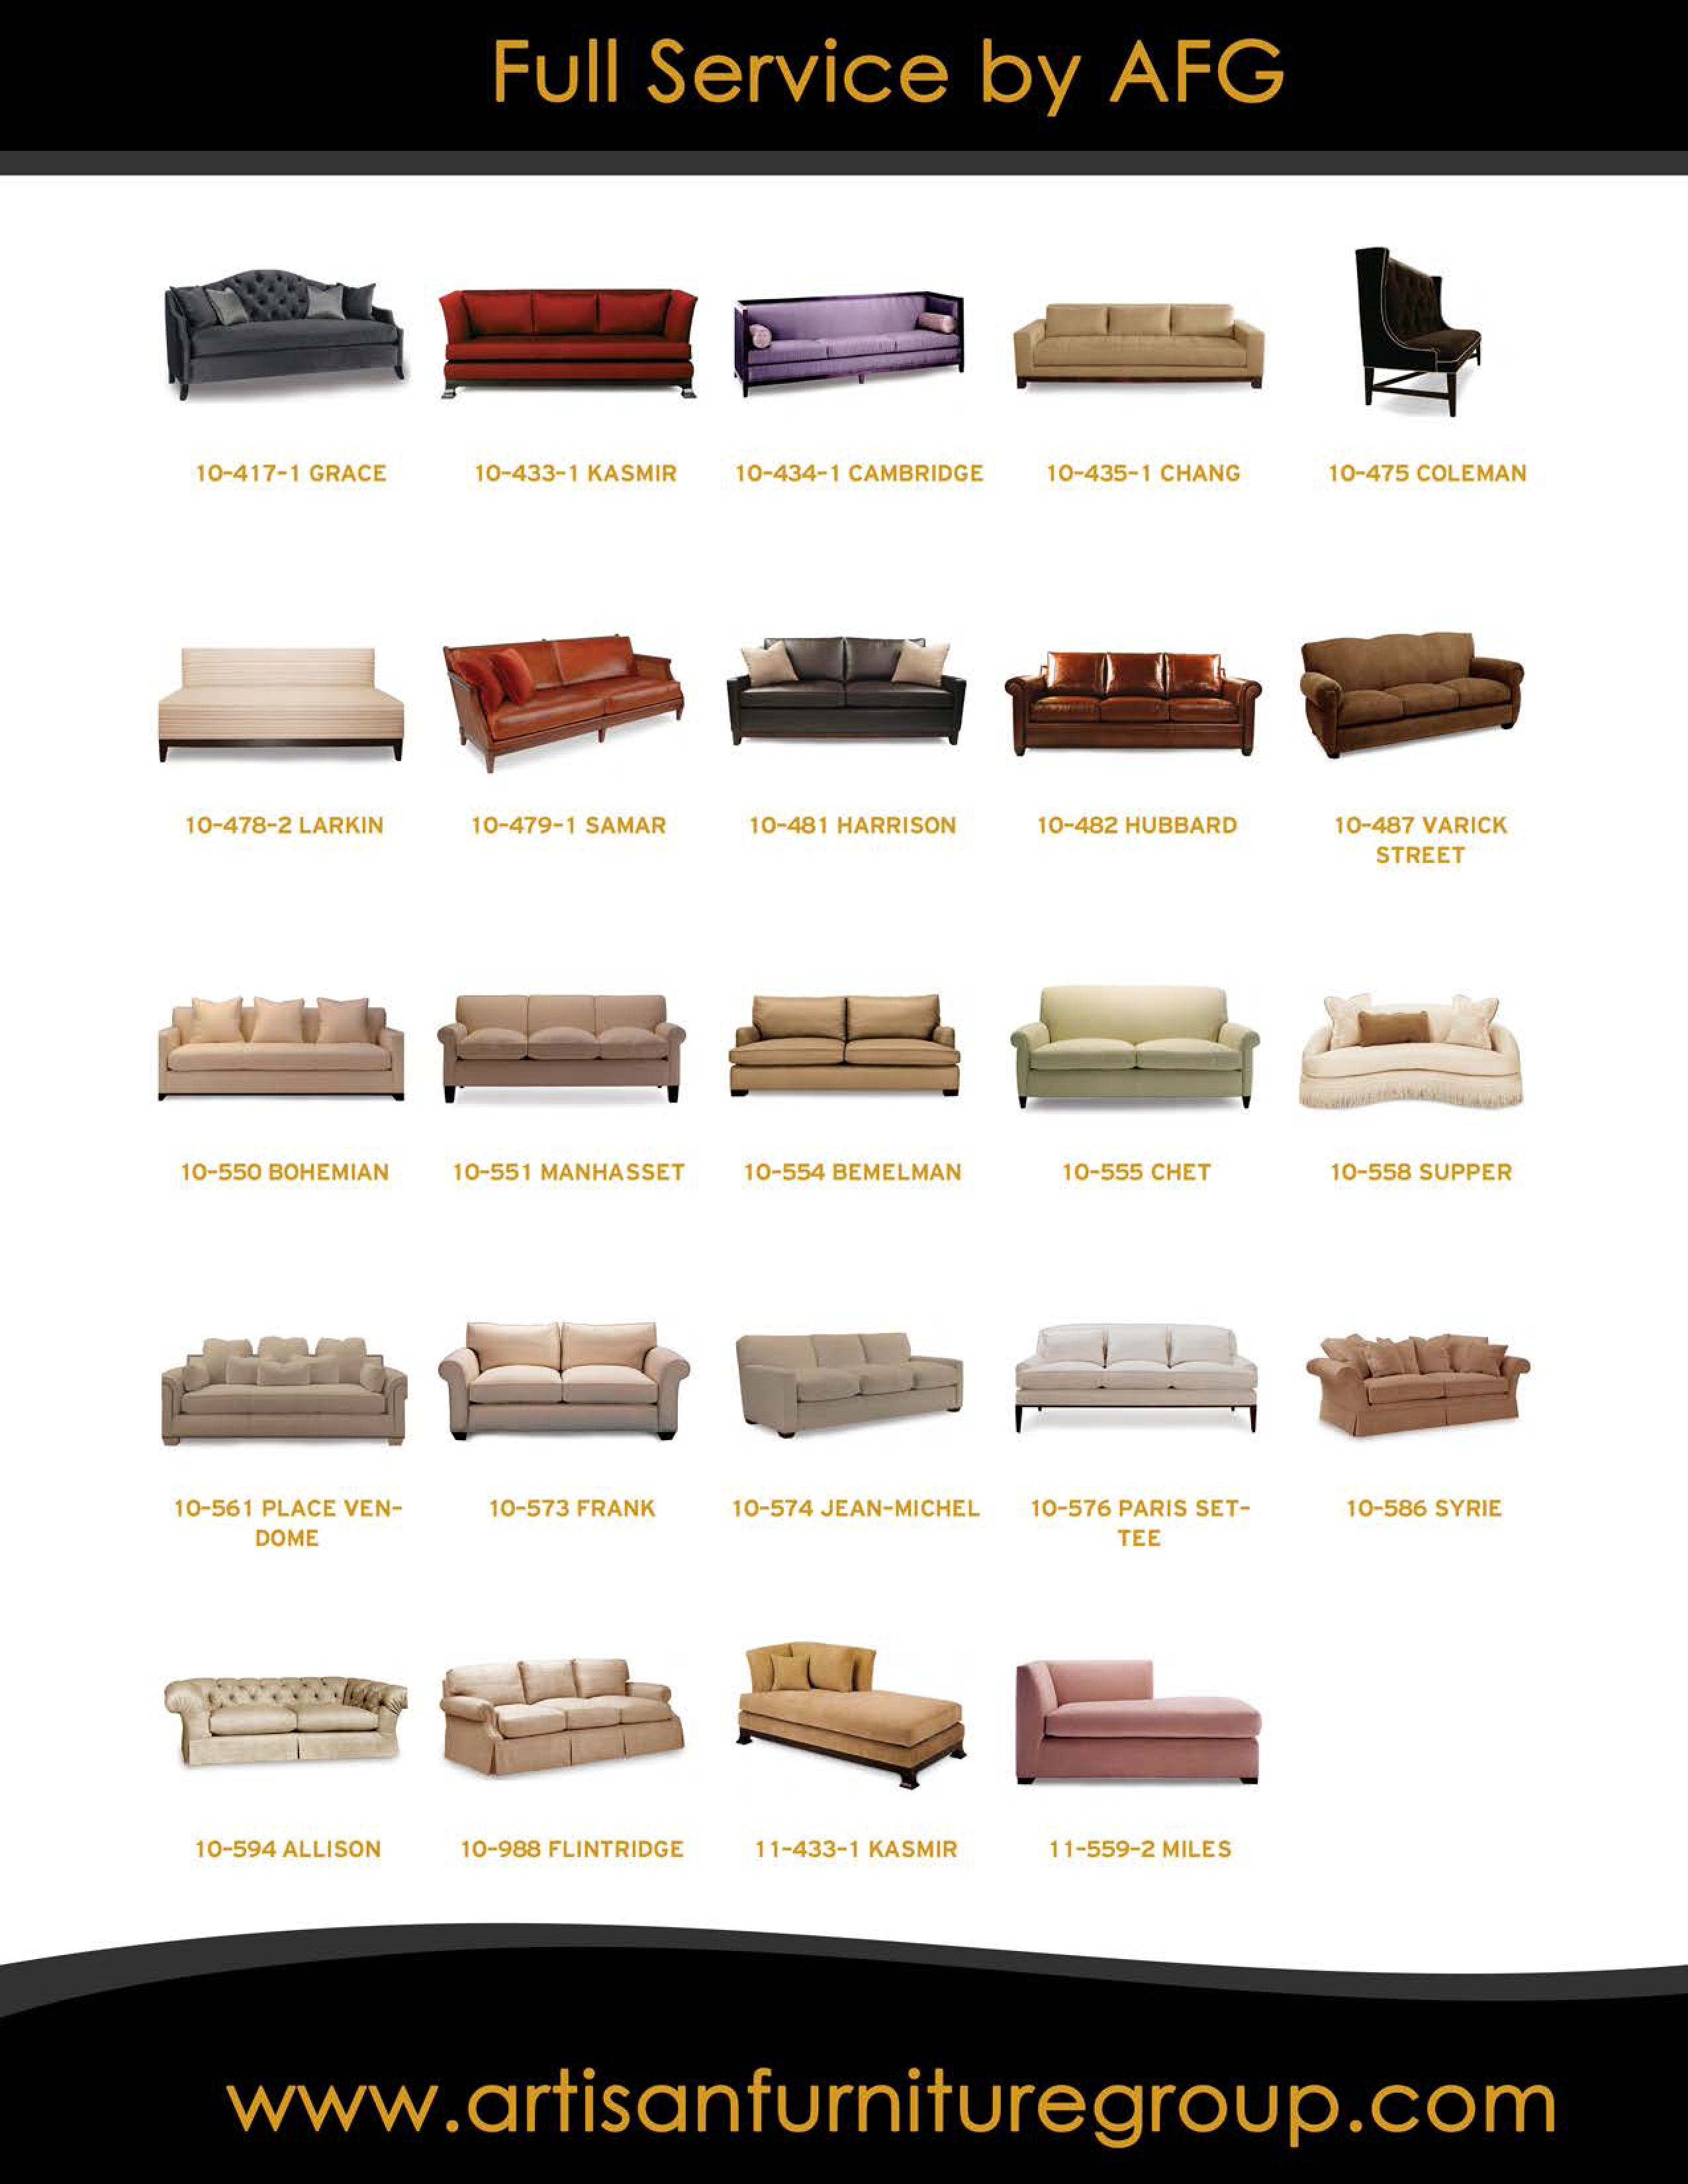 Full Service by AFG
10-417-1 GRACE
10-433-1 KASMIR
10-434-1 CAMBRIDGE
10-435-1 CHANG
10-475 COLEMAN
10-478-2 LARKIN
10-479-1 SAMAR
10-481 HARRISON
10-482 HUBBARD
10-487 VARICK
STREET
10-550 BOHEMIAN
10-551 MANHASSET
10-554 BEMELMAN
10-555 CHET
10-558 SUPPER
10-561 PLACE VEN-
DOME
10-573 FRANK
10-574 JEAN-MICHEL
10-576 PARIS SET-
TEE
10-586 SYRIE
10-594 ALLISON
10-988 FLINTRIDGE
11-433-1 KASMIR
11-559-2 MILES
www.artisanfurnituregroup.com